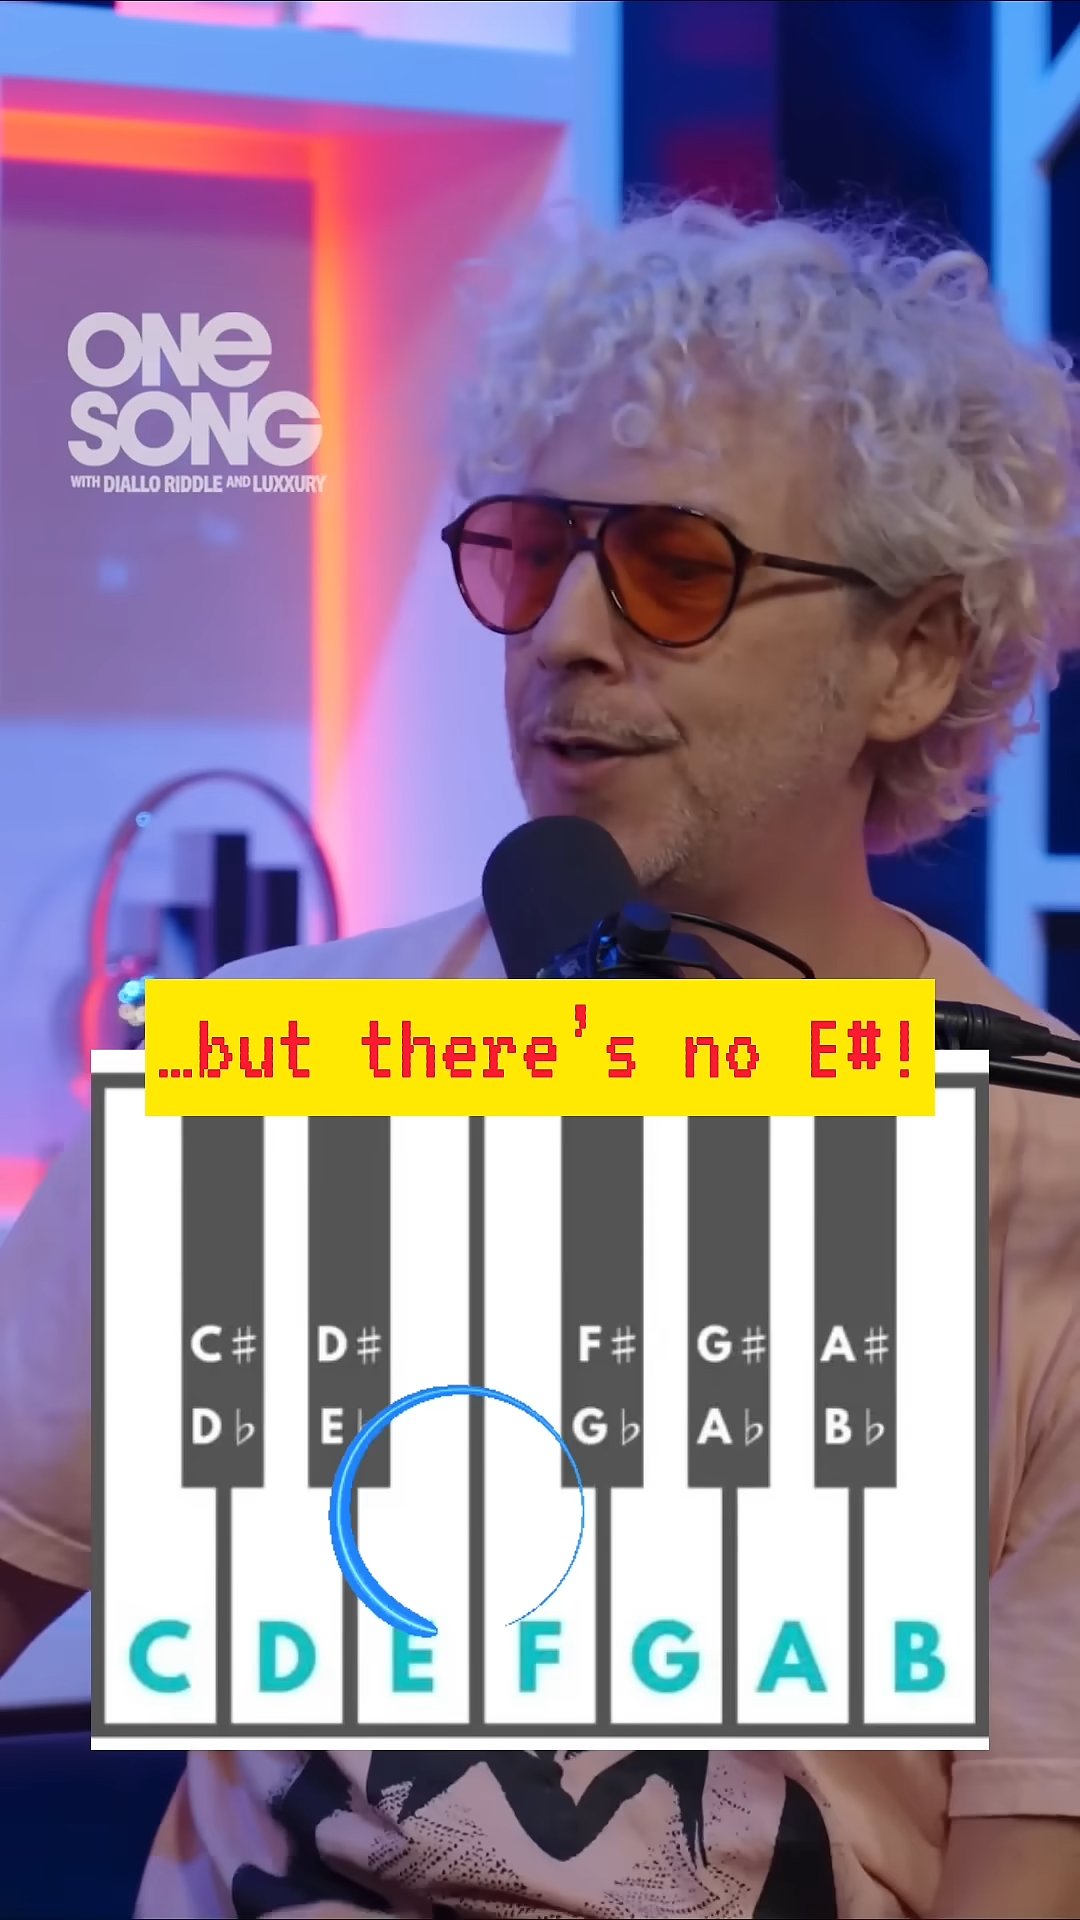 ONE
SONG
WITH DIALLO RIDDLE AND LUXXURY
…but there's no E#!
C♯ D♯ F♯ G♯ A♯
D♭ E♭ G♭ A♭ B♭
C D E F G A B